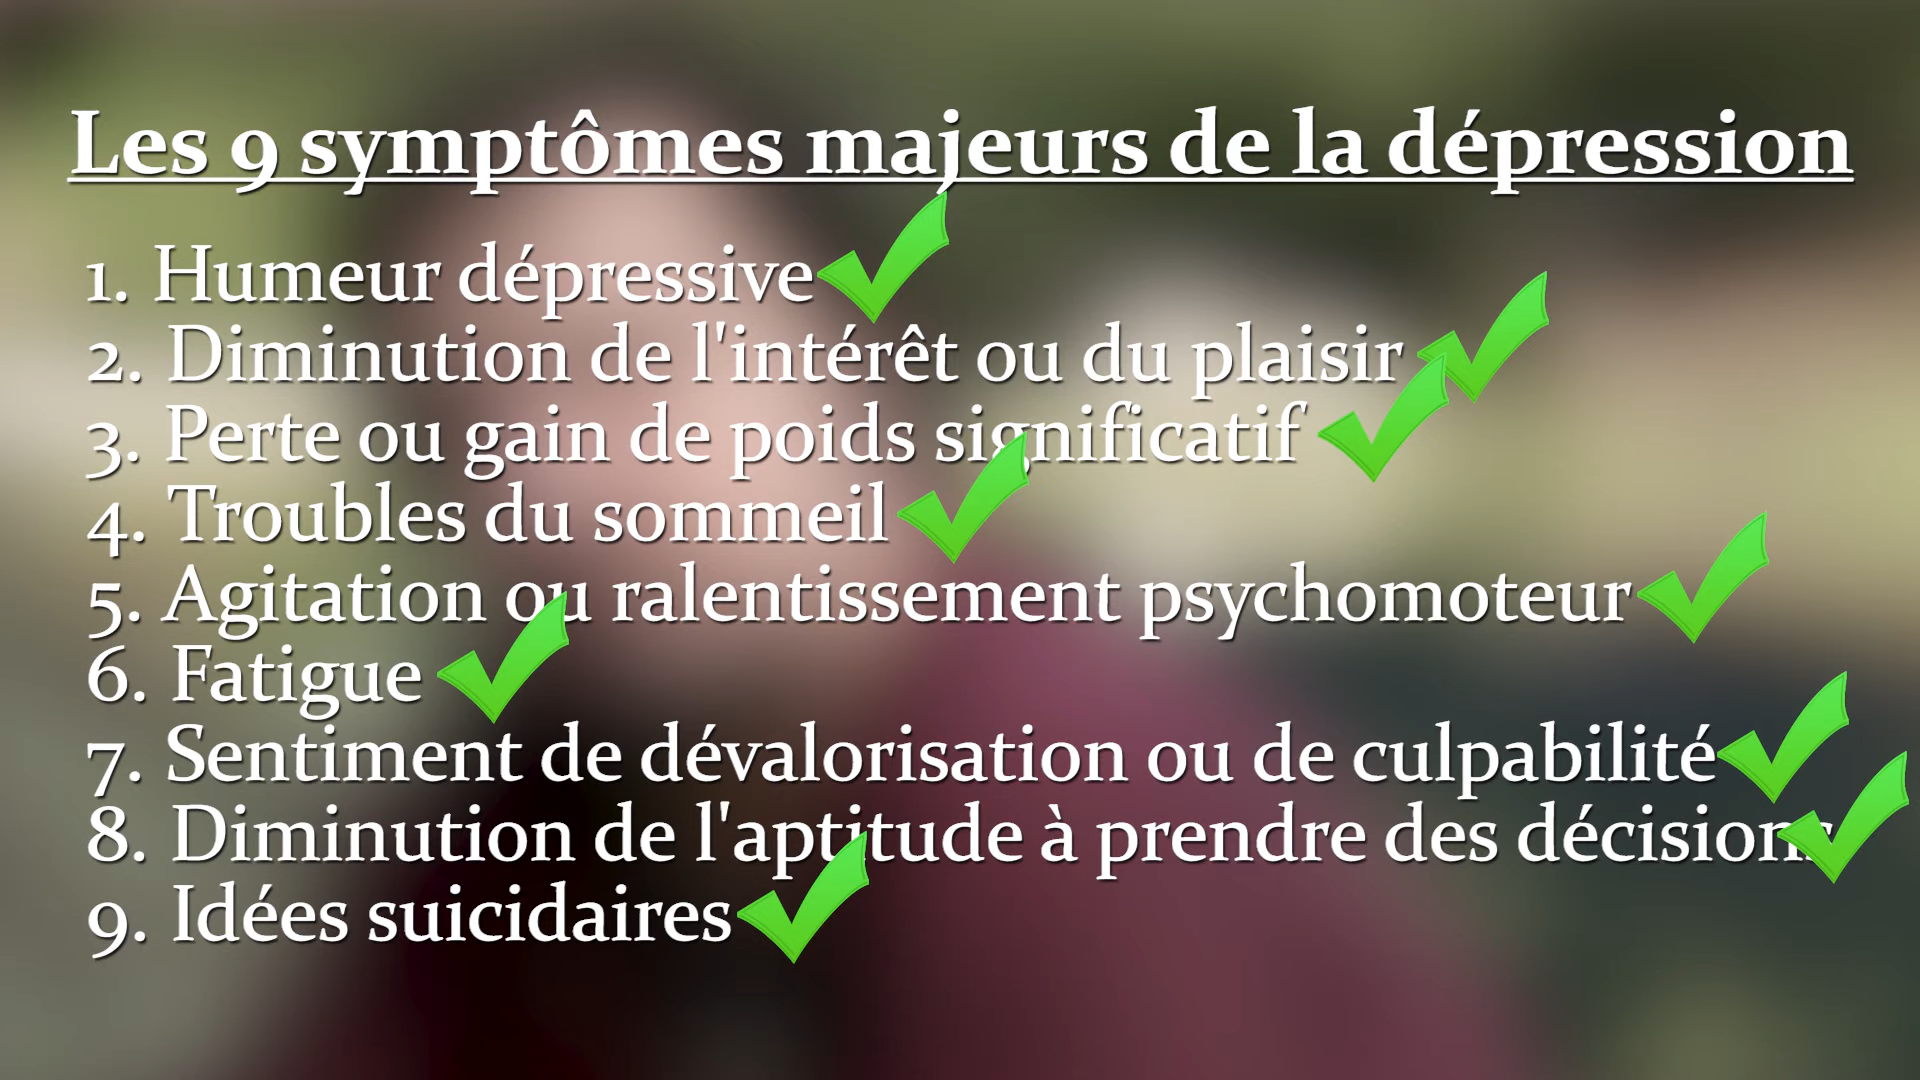 Les 9 symptômes majeurs de la dépression
1. Humeur dépressive
2. Diminution de l'intérêt ou du plaisir
3. Perte ou gain de poids significatif
4. Troubles du sommeil
5. Agitation ou ralentissement psychomoteur
6. Fatigue
7. Sentiment de dévalorisation ou de culpabilité
8. Diminution de l'aptitude à prendre des décisions
9. Idées suicidaires